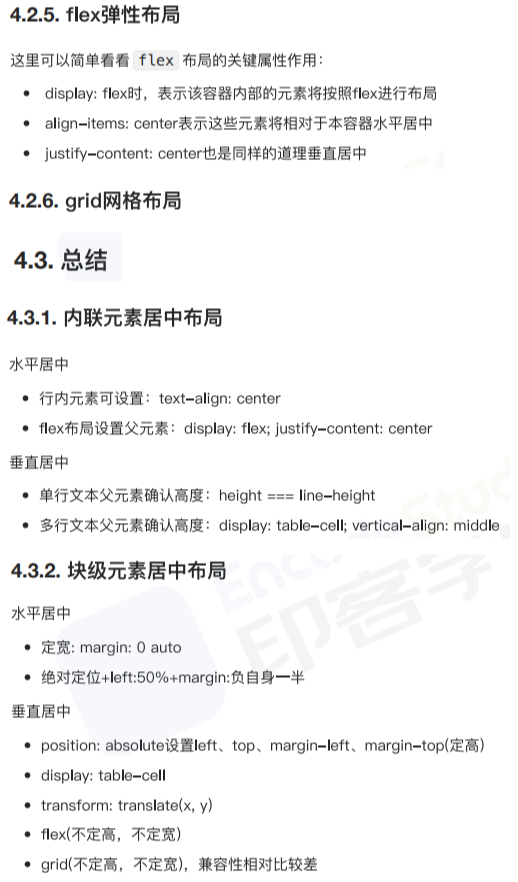 4.2.5. flex弹性布局
这里可以简单看看 flex 布局的关键属性作用：
• display: flex时，表示该容器内部的元素将按照flex进行布局
• align-items: center表示这些元素将相对于本容器水平居中
• justify-content: center也是同样的道理垂直居中
4.2.6. grid网格布局
4.3. 总结
4.3.1. 内联元素居中布局
水平居中
• 行内元素可设置：text-align: center
• flex布局设置父元素：display: flex; justify-content: center
垂直居中
• 单行文本父元素确认高度：height === line-height
• 多行文本父元素确认高度：display: table-cell; vertical-align: middle
4.3.2. 块级元素居中布局
水平居中
• 定宽: margin: 0 auto
• 绝对定位+left:50%+margin:负自身一半
垂直居中
• position: absolute设置left、top、margin-left、margin-top(定高)
• display: table-cell
• transform: translate(x, y)
• flex(不定高，不定宽)
• grid(不定高，不定宽)，兼容性相对比较差